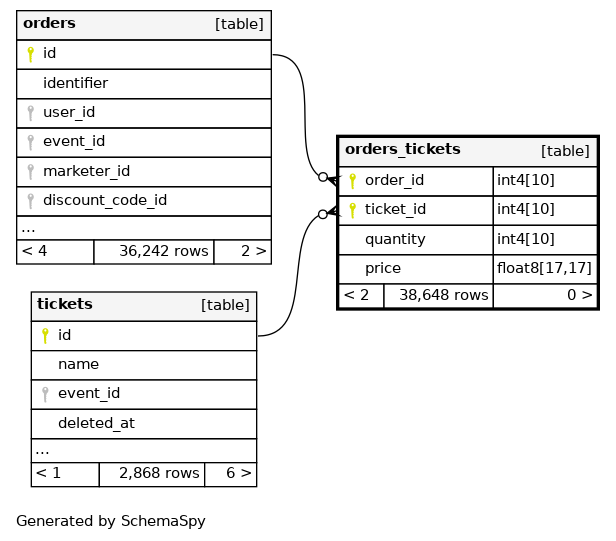 orders [table]
id
identifier
user_id
event_id
marketer_id
discount_code_id
...
< 4 36,242 rows 2 >
orders_tickets [table]
order_id int4[10]
ticket_id int4[10]
quantity int4[10]
price float8[17,17]
< 2 38,648 rows 0 >
tickets [table]
id
name
event_id
deleted_at
...
< 1 2,868 rows 6 >
Generated by SchemaSpy